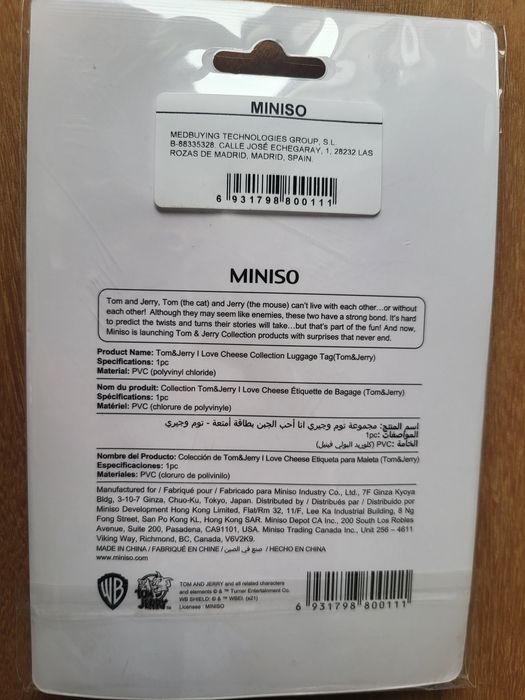 MINISO
MEDBUYING TECHNOLOGIES GROUP, S.L
B-88335328. CALLE JOSÉ ECHEGARAY, 1, 28232 LAS
ROZAS DE MADRID, MADRID, SPAIN.
6 931798 800111
MINISO
Tom and Jerry, Tom (the cat) and Jerry (the mouse) can't live with each other...or without
each other! Although they may seem like enemies, these two have a strong bond. It's hard
to predict the twists and turns their stories will take...but that's part of the fun! And now,
Miniso is launching Tom & Jerry Collection products with surprises that never end.
Product Name: Tom&Jerry I Love Cheese Collection Luggage Tag(Tom&Jerry)
Specifications: 1pc
Material: PVC (polyvinyl chloride)
Nom du produit: Collection Tom&Jerry I Love Cheese Étiquette de Bagage (Tom&Jerry)
Spécifications: 1pc
Matériel: PVC (chlorure de polyvinyle)
اسم المنتج: مجموعة توم وجيري انا أحب الجبن بطاقة أمتعة - توم وجيري
المواصفات: 1pc
الخامة: PVC (كلوريد البولي فينيل)
Nombre del Producto: Colección de Tom&Jerry I Love Cheese Etiqueta para Maleta (Tom&Jerry)
Especificaciones: 1pc
Materiales: PVC (cloruro de polivinilo)
Manufactured for / Fabriqué pour / Fabricado para Miniso Industry Co., Ltd., 7F Ginza Kyoya
Bldg, 3-10-7 Ginza, Chuo-Ku, Tokyo, Japan. Distributed by / Distribués par / Distribuido por
Miniso Development Hong Kong Limited, Flat/Rm 32, 11/F, Lee Ka Industrial Building, 8 Ng
Fong Street, San Po Kong KL, Hong Kong SAR. Miniso Depot CA Inc., 200 South Los Robles
Avenue, Suite 200, Pasadena, CA91101, USA. Miniso Trading Canada Inc., Unit 256 – 4611
Viking Way, Richmond, BC, Canada, V6V2K9.
MADE IN CHINA / FABRIQUÉ EN CHINE / صنع في الصين / HECHO EN CHINA
www.miniso.com
WB
TOM AND JERRY™
TOM AND JERRY and all related characters
and elements © & ™ Turner Entertainment Co.
WB SHIELD: © & ™ WBEI. (s21)
Licensee : MINISO
6 931798 800111